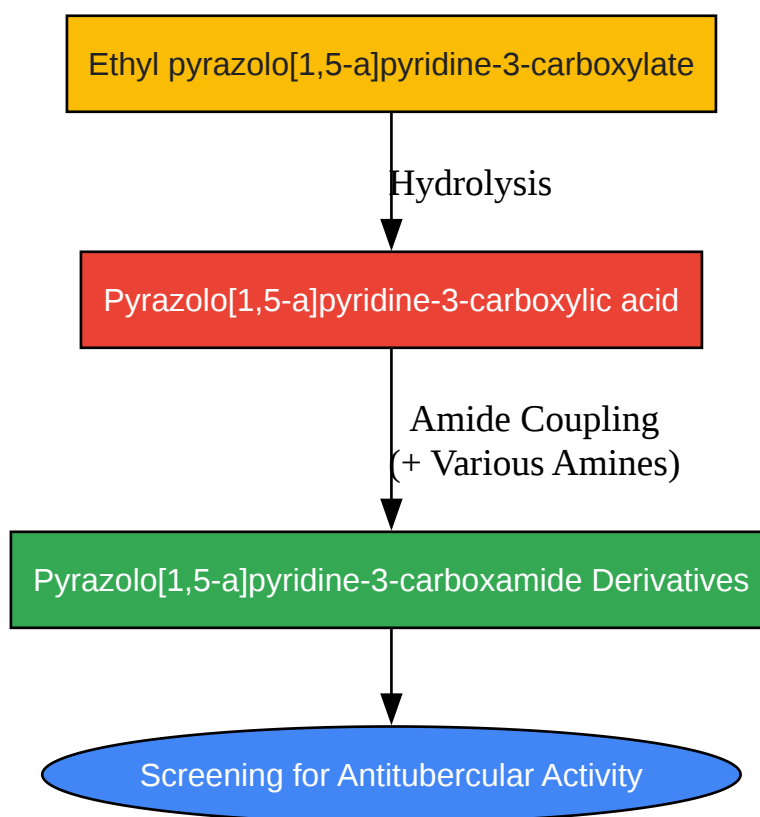 Ethyl pyrazolo[1,5-a]pyridine-3-carboxylate
Hydrolysis
Pyrazolo[1,5-a]pyridine-3-carboxylic acid
Amide Coupling
(+ Various Amines)
Pyrazolo[1,5-a]pyridine-3-carboxamide Derivatives
Screening for Antitubercular Activity